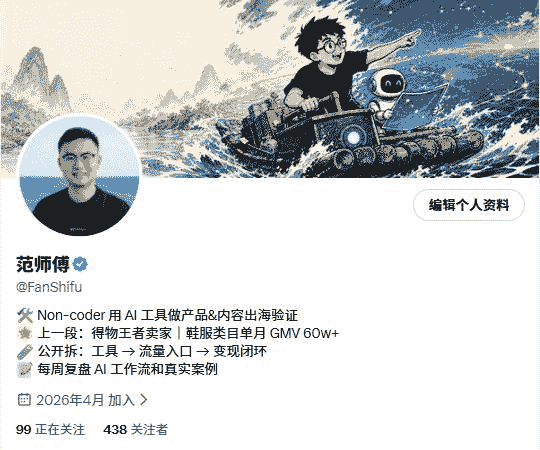 编辑个人资料
范师傅
@FanShifu
🛠️ Non-coder 用 AI 工具做产品&内容出海验证
🌟 上一段：得物王者卖家｜鞋服类目单月 GMV 60w+
🧪 公开拆：工具 → 流量入口 → 变现闭环
📝 每周复盘 AI 工作流和真实案例
2026年4月 加入
99 正在关注 438 关注者